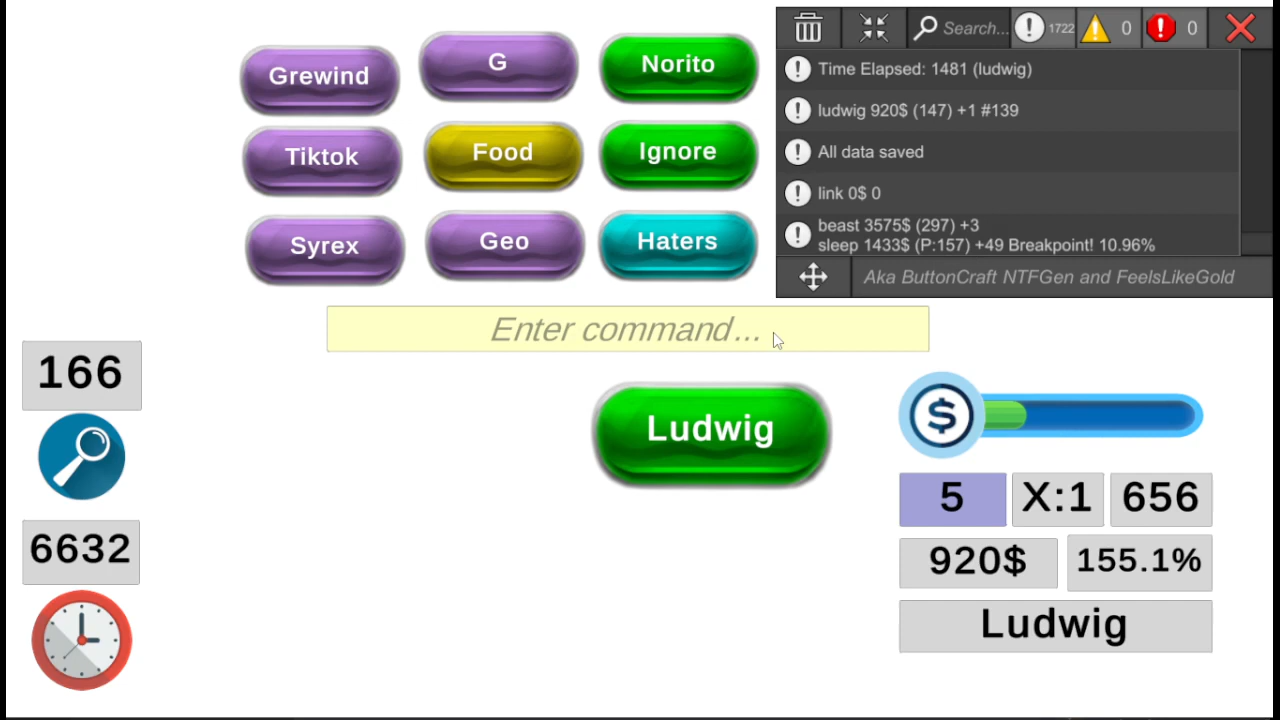 Grewind
G
Norito
Tiktok
Food
Ignore
Syrex
Geo
Haters
Search...
1722
0
0
Time Elapsed: 1481 (ludwig)
ludwig 920$ (147) +1 #139
All data saved
link 0$ 0
beast 3575$ (297) +3
sleep 1433$ (P:157) +49 Breakpoint! 10.96%
Aka ButtonCraft NTFGen and FeelsLikeGold
Enter command...
166
6632
Ludwig
$
5
X:1
656
920$
155.1%
Ludwig